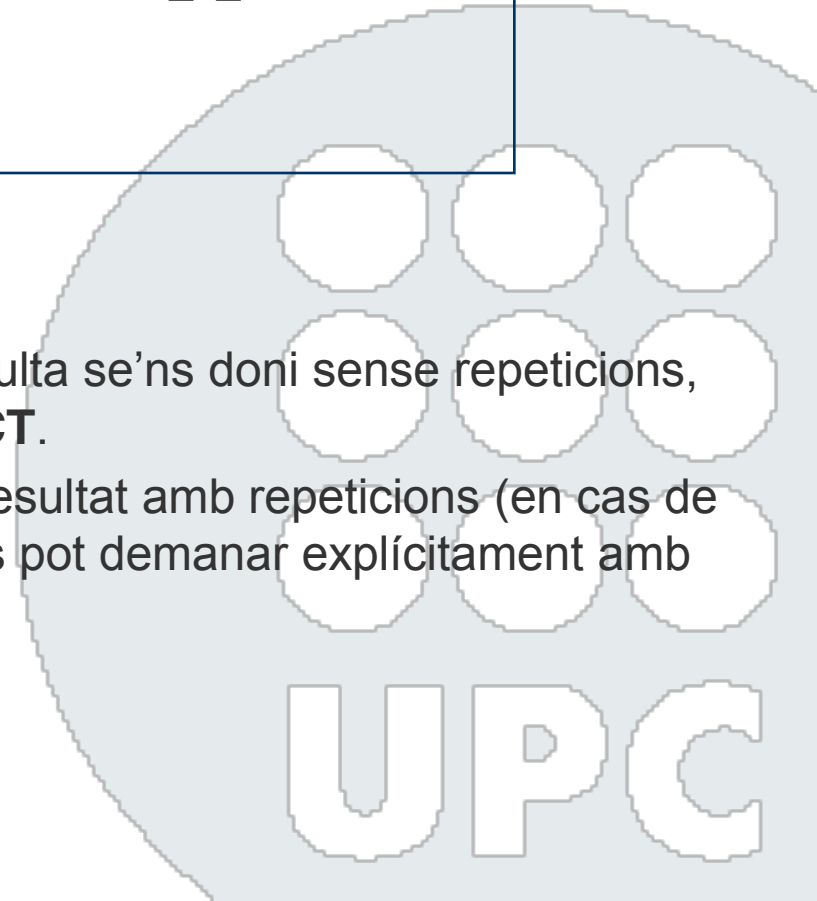 ulta se’ns doni sense repeticions,
CT.
esultat amb repeticions (en cas de
s pot demanar explícitament amb
UPC